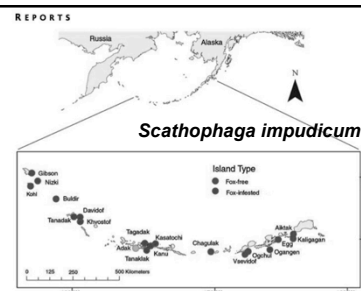 REPORTS
Russia
Alaska
N
Scathophaga impudicum
Island Type
Fox-free
Fox-infested
Gibson
Nizki
Kohl
Buldir
Davidof
Tanadak
Khvostof
Tagadak
Kasatochi
Adak
Kanu
Tanaklak
Chagulak
Vsevidof
Ogchul
Ogangen
Egg
Aiktak
Kaligagan
0 125 250 500 Kilometers